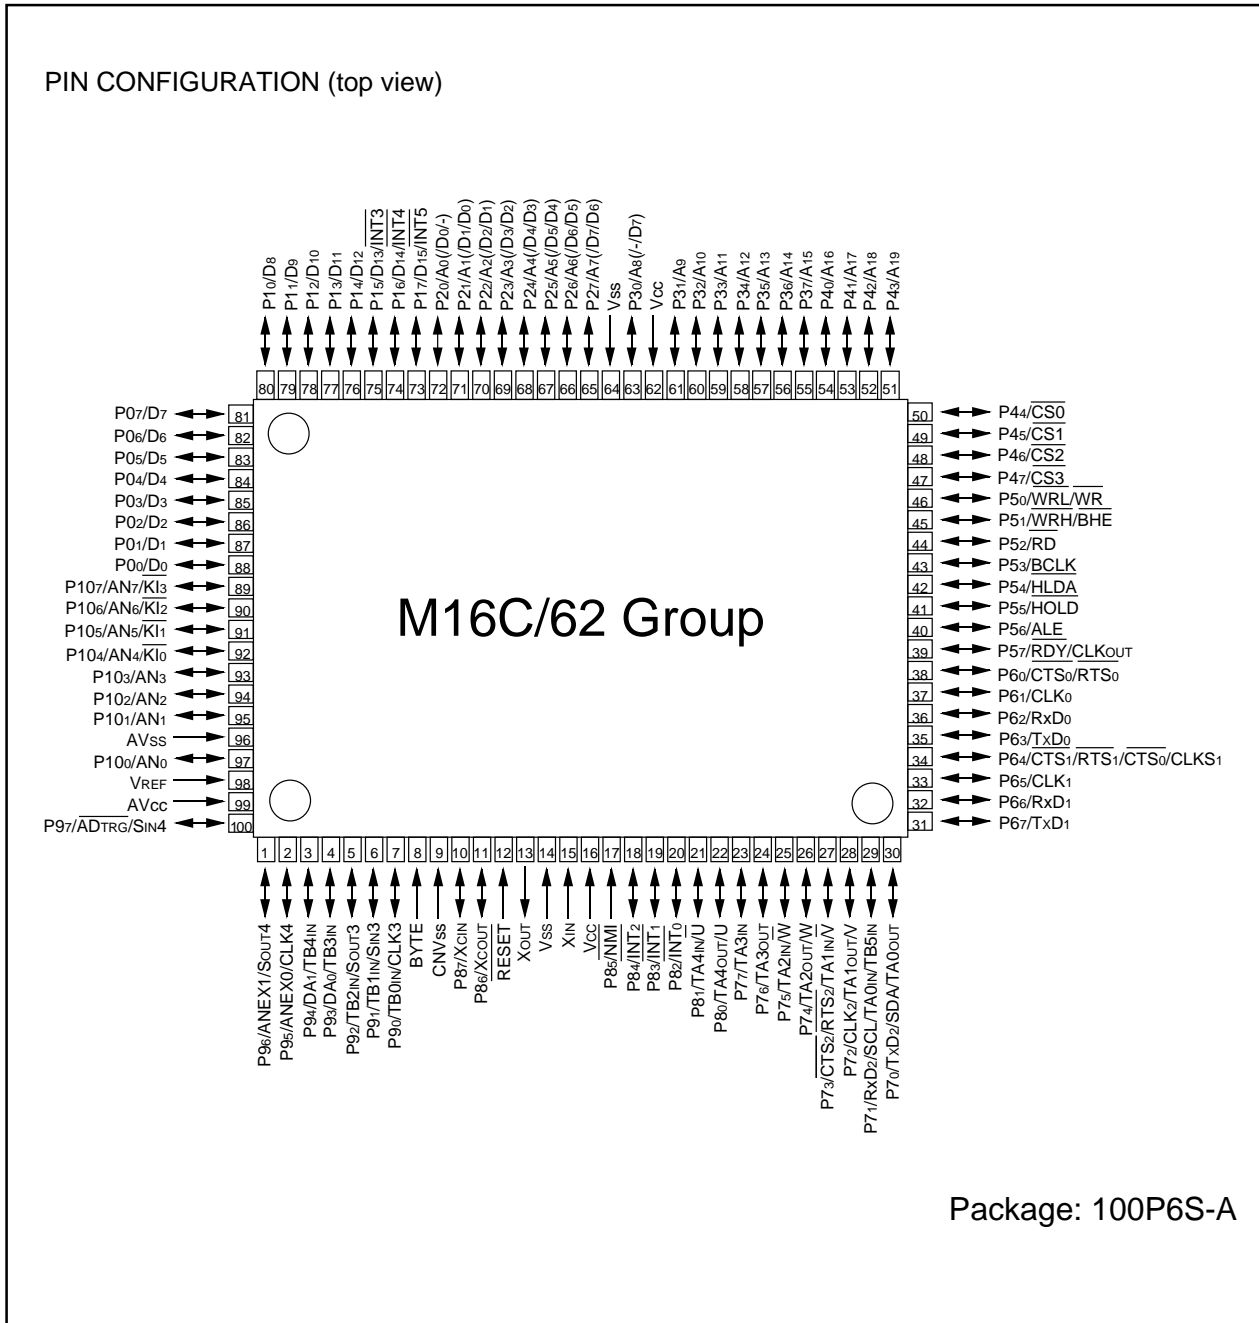 PIN CONFIGURATION (top view)
P10/D8
P11/D9
P12/D10
P13/D11
P14/D12
P15/D13/INT3
P16/D14/INT4
P17/D15/INT5
P20/A0(/D0/-)
P21/A1(/D1/D0)
P22/A2(/D2/D1)
P23/A3(/D3/D2)
P24/A4(/D4/D3)
P25/A5(/D5/D4)
P26/A6(/D6/D5)
P27/A7(/D7/D6)
Vss
P30/A8(/-/D7)
Vcc
P31/A9
P32/A10
P33/A11
P34/A12
P35/A13
P36/A14
P37/A15
P40/A16
P41/A17
P42/A18
P43/A19
80 79 78 77 76 75 74 73 72 71 70 69 68 67 66 65 64 63 62 61 60 59 58 57 56 55 54 53 52 51
P07/D7 81
P06/D6 82
P05/D5 83
P04/D4 84
P03/D3 85
P02/D2 86
P01/D1 87
P00/D0 88
P107/AN7/KI3 89
P106/AN6/KI2 90
P105/AN5/KI1 91
P104/AN4/KI0 92
P103/AN3 93
P102/AN2 94
P101/AN1 95
AVSS 96
P100/AN0 97
VREF 98
AVcc 99
P97/ADTRG/SIN4 100
M16C/62 Group
50 P44/CS0
49 P45/CS1
48 P46/CS2
47 P47/CS3
46 P50/WRL/WR
45 P51/WRH/BHE
44 P52/RD
43 P53/BCLK
42 P54/HLDA
41 P55/HOLD
40 P56/ALE
39 P57/RDY/CLKOUT
38 P60/CTS0/RTS0
37 P61/CLK0
36 P62/RxD0
35 P63/TXD0
34 P64/CTS1/RTS1/CTS0/CLKS1
33 P65/CLK1
32 P66/RxD1
31 P67/TXD1
1 2 3 4 5 6 7 8 9 10 11 12 13 14 15 16 17 18 19 20 21 22 23 24 25 26 27 28 29 30
P96/ANEX1/SOUT4
P95/ANEX0/CLK4
P94/DA1/TB4IN
P93/DA0/TB3IN
P92/TB2IN/SOUT3
P91/TB1IN/SIN3
P90/TB0IN/CLK3
BYTE
CNVss
P87/XCIN
P86/XCOUT
RESET
XOUT
VSS
XIN
VCC
P85/NMI
P84/INT2
P83/INT1
P82/INT0
P81/TA4IN/U
P80/TA4OUT/U
P77/TA3IN
P76/TA3OUT
P75/TA2IN/W
P74/TA2OUT/W
P73/CTS2/RTS2/TA1IN/V
P72/CLK2/TA1OUT/V
P71/RxD2/SCL/TA0IN/TB5IN
P70/TXD2/SDA/TA0OUT
Package: 100P6S-A